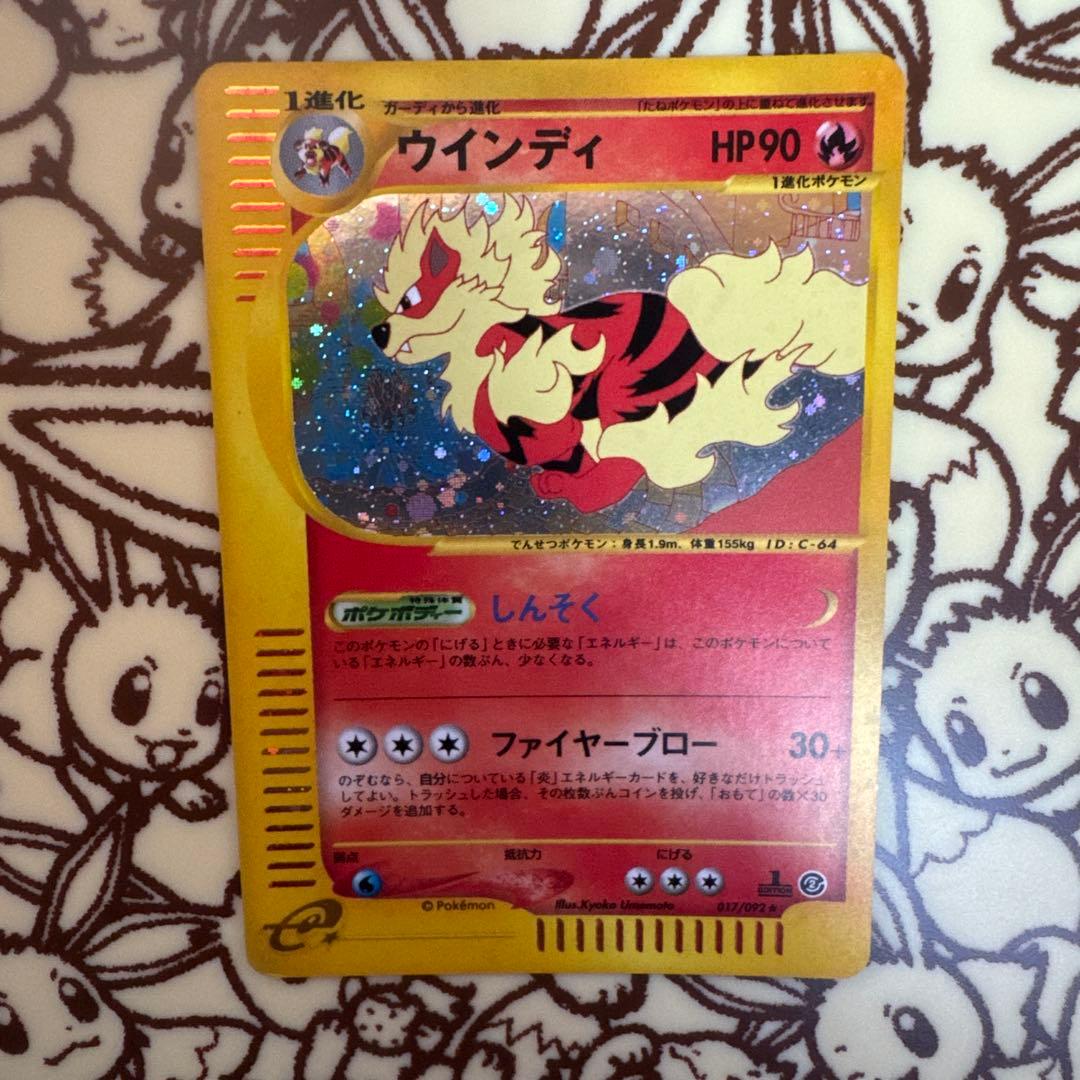 1進化 ガーディから進化 「たねポケモン」の上に重ねて進化させます
ウインディ HP90
1進化ポケモン
でんせつポケモン：身長1.9m、体重155kg ID：C-64
特殊体質
ポケボディー しんそく
このポケモンの「にげる」ときに必要な「エネルギー」は、このポケモンについて
いる「エネルギー」の数ぶん、少なくなる。
ファイヤーブロー 30+
のぞむなら、自分についている「炎」エネルギーカードを、好きなだけトラッシュ
してよい。トラッシュした場合、その枚数ぶんコインを投げ、「おもて」の数×30
ダメージを追加する。
弱点 抵抗力 にげる
1 EDITION
© Pokémon Illus.Kyoko Umemoto 017/092 ★
e